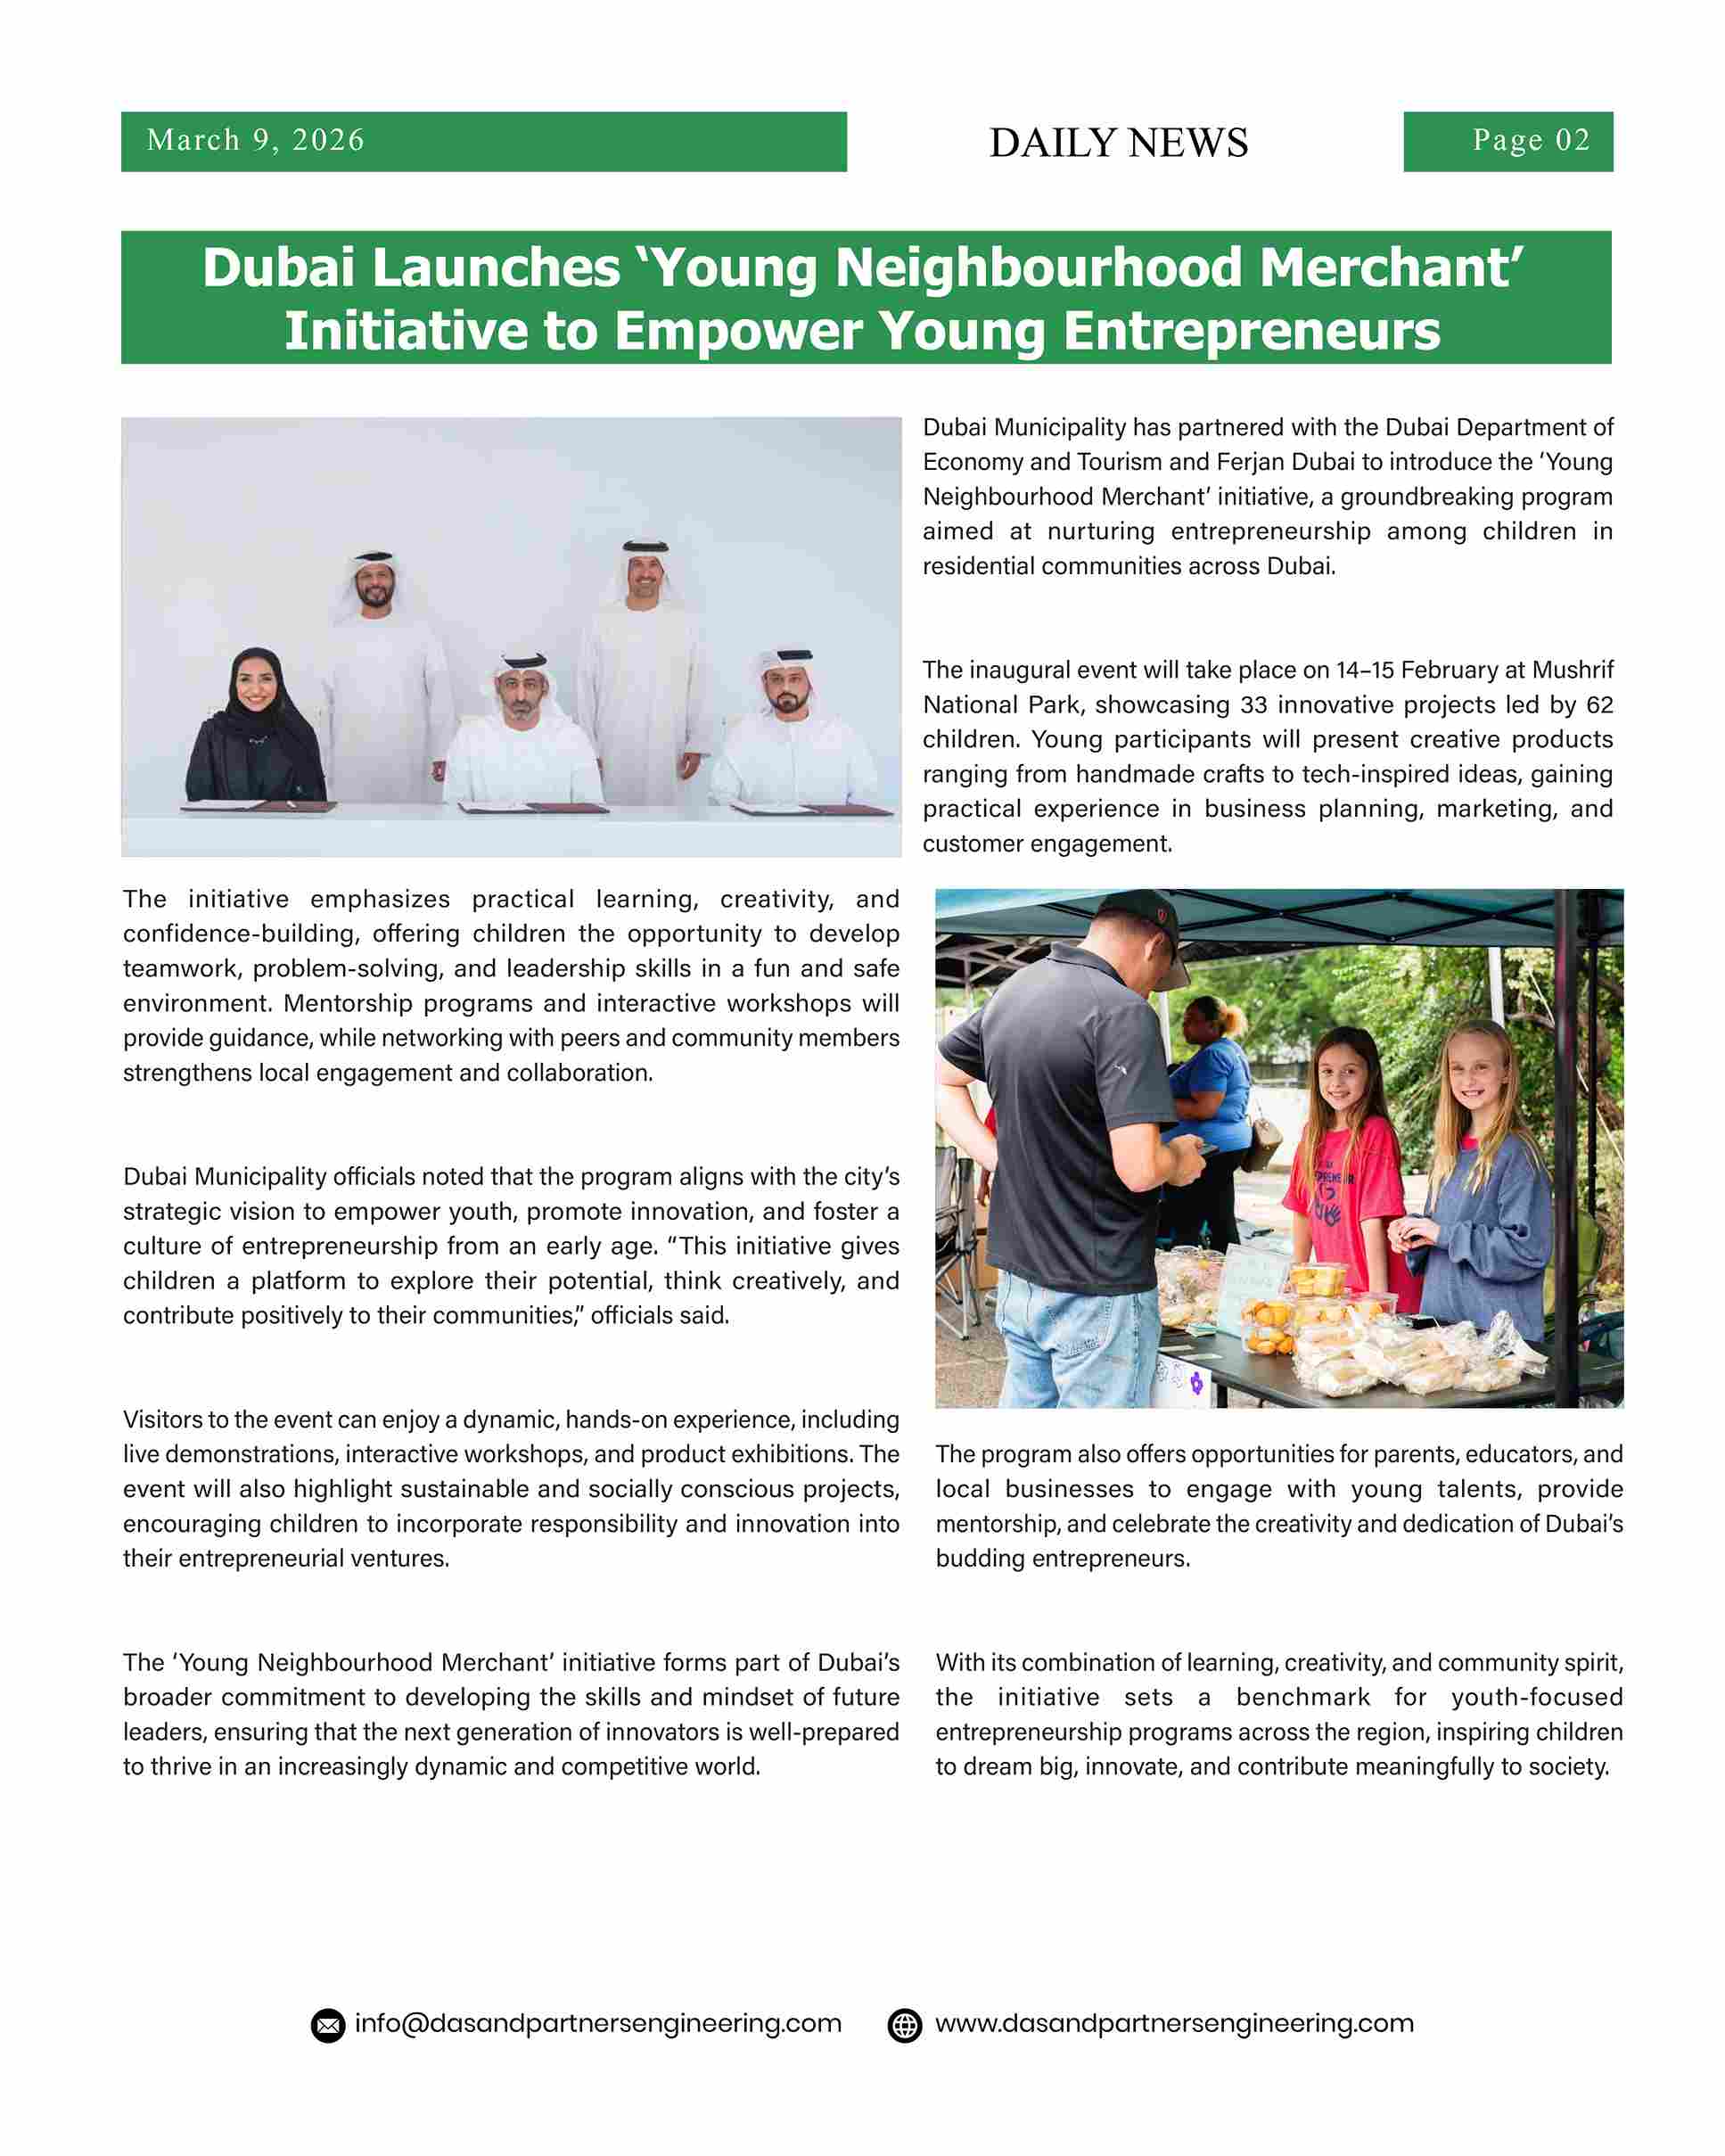 March 9, 2026
DAILY NEWS
Page 02
Dubai Launches ‘Young Neighbourhood Merchant’
Initiative to Empower Young Entrepreneurs
Dubai Municipality has partnered with the Dubai Department of
Economy and Tourism and Ferjan Dubai to introduce the ‘Young
Neighbourhood Merchant’ initiative, a groundbreaking program
aimed at nurturing entrepreneurship among children in
residential communities across Dubai.
The inaugural event will take place on 14–15 February at Mushrif
National Park, showcasing 33 innovative projects led by 62
children. Young participants will present creative products
ranging from handmade crafts to tech-inspired ideas, gaining
practical experience in business planning, marketing, and
customer engagement.
The initiative emphasizes practical learning, creativity, and
confidence-building, offering children the opportunity to develop
teamwork, problem-solving, and leadership skills in a fun and safe
environment. Mentorship programs and interactive workshops will
provide guidance, while networking with peers and community members
strengthens local engagement and collaboration.
Dubai Municipality officials noted that the program aligns with the city’s
strategic vision to empower youth, promote innovation, and foster a
culture of entrepreneurship from an early age. “This initiative gives
children a platform to explore their potential, think creatively, and
contribute positively to their communities,” officials said.
Visitors to the event can enjoy a dynamic, hands-on experience, including
live demonstrations, interactive workshops, and product exhibitions. The
event will also highlight sustainable and socially conscious projects,
encouraging children to incorporate responsibility and innovation into
their entrepreneurial ventures.
The ‘Young Neighbourhood Merchant’ initiative forms part of Dubai’s
broader commitment to developing the skills and mindset of future
leaders, ensuring that the next generation of innovators is well-prepared
to thrive in an increasingly dynamic and competitive world.
The program also offers opportunities for parents, educators, and
local businesses to engage with young talents, provide
mentorship, and celebrate the creativity and dedication of Dubai’s
budding entrepreneurs.
With its combination of learning, creativity, and community spirit,
the initiative sets a benchmark for youth-focused
entrepreneurship programs across the region, inspiring children
to dream big, innovate, and contribute meaningfully to society.
info@dasandpartnersengineering.com
www.dasandpartnersengineering.com